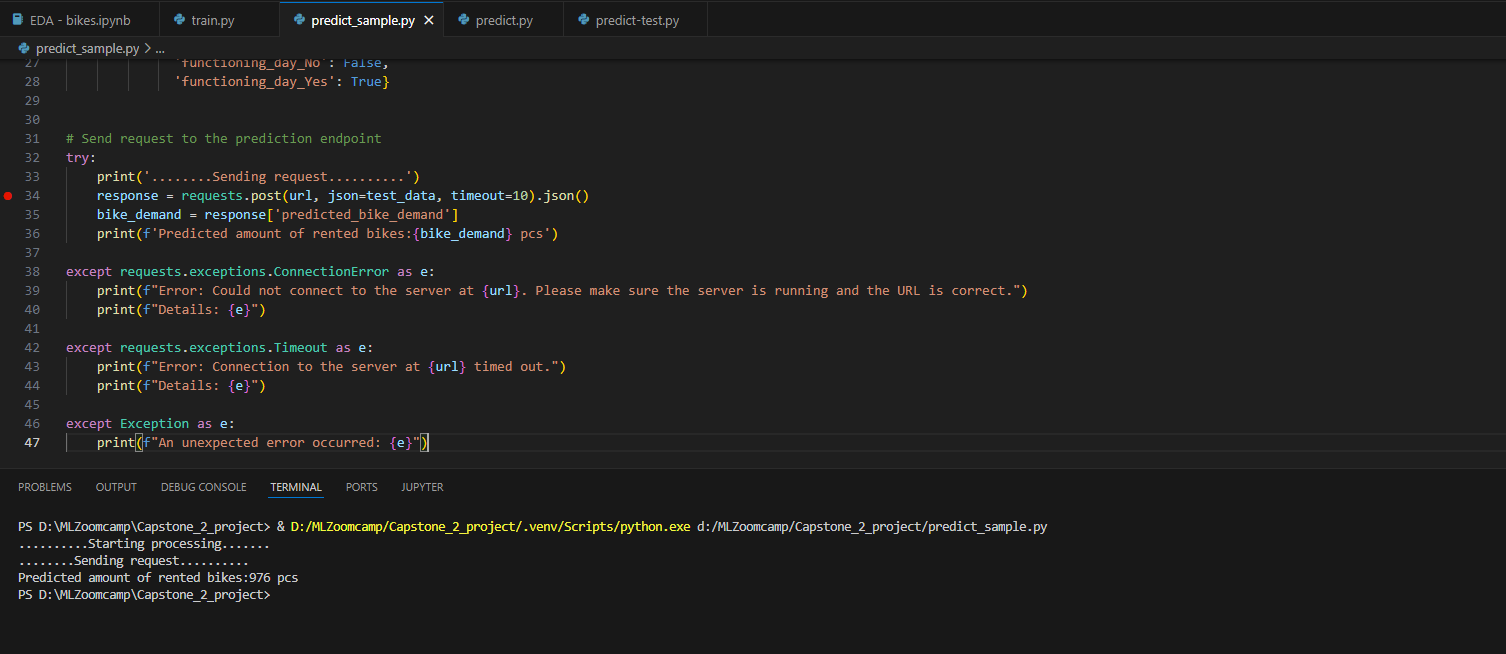 EDA - bikes.ipynb train.py predict_sample.py predict.py predict-test.py
predict_sample.py > ...
27 'functioning_day_No': False,
28 'functioning_day_Yes': True}
29
30
31 # Send request to the prediction endpoint
32 try:
33 print('........Sending request..........')
34 response = requests.post(url, json=test_data, timeout=10).json()
35 bike_demand = response['predicted_bike_demand']
36 print(f'Predicted amount of rented bikes:{bike_demand} pcs')
37
38 except requests.exceptions.ConnectionError as e:
39 print(f"Error: Could not connect to the server at {url}. Please make sure the server is running and the URL is correct.")
40 print(f"Details: {e}")
41
42 except requests.exceptions.Timeout as e:
43 print(f"Error: Connection to the server at {url} timed out.")
44 print(f"Details: {e}")
45
46 except Exception as e:
47 print(f"An unexpected error occurred: {e}")
PROBLEMS OUTPUT DEBUG CONSOLE TERMINAL PORTS JUPYTER
PS D:\MLZoomcamp\Capstone_2_project> & D:/MLZoomcamp/Capstone_2_project/.venv/Scripts/python.exe d:/MLZoomcamp/Capstone_2_project/predict_sample.py
..........Starting processing.......
........Sending request..........
Predicted amount of rented bikes:976 pcs
PS D:\MLZoomcamp\Capstone_2_project>